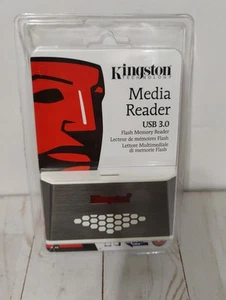 Kingston
TECHNOLOGY
Media
Reader
USB 3.0
Flash Memory Reader
Lecteur de mémoires Flash
Lettore Multimediale
di memorie Flash
Kingston